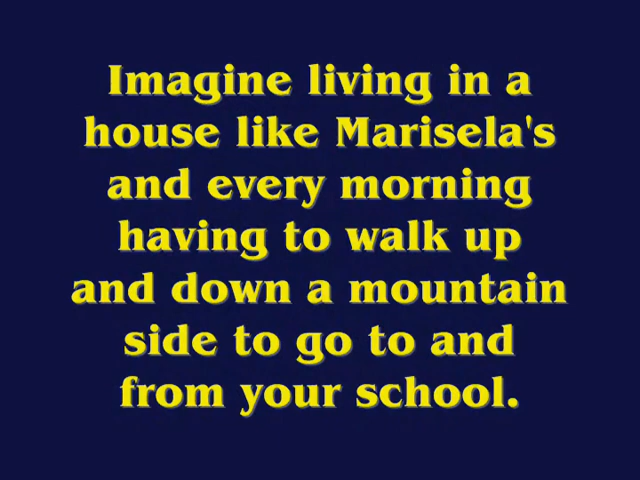 Imagine living in a
house like Marisela's
and every morning
having to walk up
and down a mountain
side to go to and
from your school.